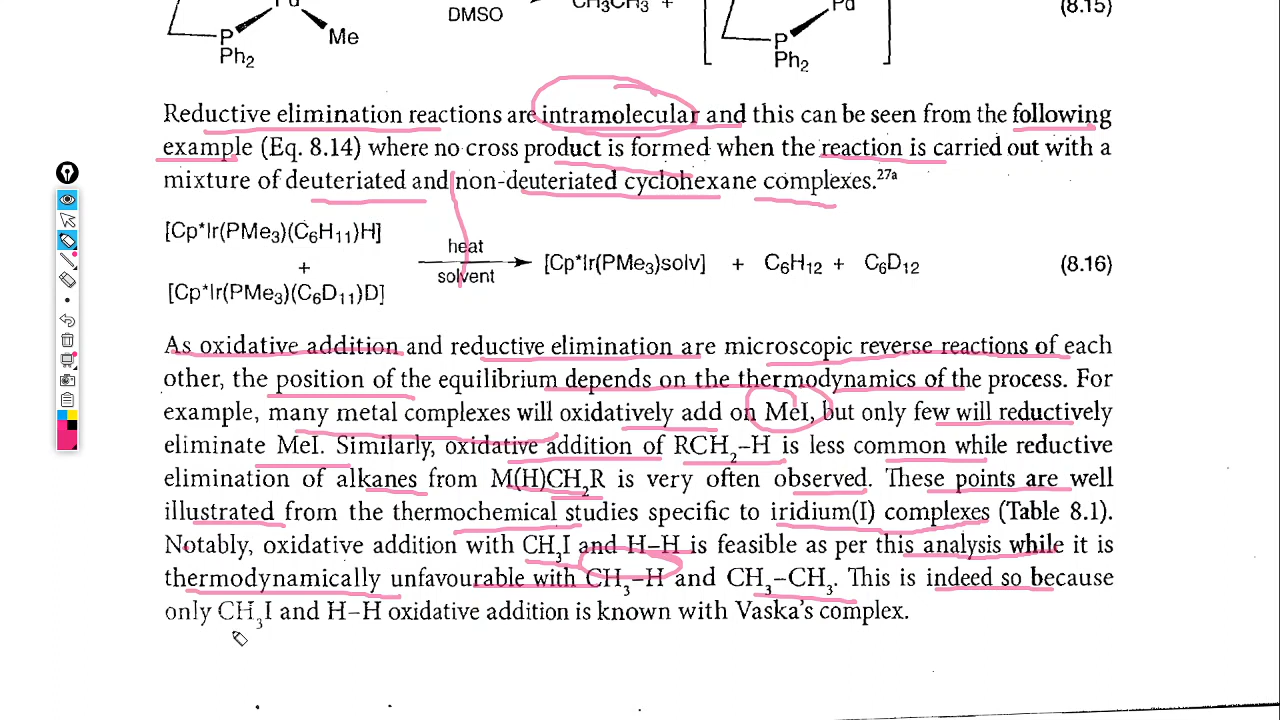 Pd CH3CH3 + Pd (8.15)
DMSO
P Me P
Ph2 Ph2
Reductive elimination reactions are intramolecular and this can be seen from the following
example (Eq. 8.14) where no cross product is formed when the reaction is carried out with a
mixture of deuteriated and non-deuteriated cyclohexane complexes.27a
[Cp*Ir(PMe3)(C6H11)H]
heat
+ [Cp*Ir(PMe3)solv] + C6H12 + C6D12 (8.16)
solvent
[Cp*Ir(PMe3)(C6D11)D]
As oxidative addition and reductive elimination are microscopic reverse reactions of each
other, the position of the equilibrium depends on the thermodynamics of the process. For
example, many metal complexes will oxidatively add on MeI, but only few will reductively
eliminate MeI. Similarly, oxidative addition of RCH2–H is less common while reductive
elimination of alkanes from M(H)CH2R is very often observed. These points are well
illustrated from the thermochemical studies specific to iridium(I) complexes (Table 8.1).
Notably, oxidative addition with CH3I and H–H is feasible as per this analysis while it is
thermodynamically unfavourable with CH3–H and CH3–CH3. This is indeed so because
only CH3I and H–H oxidative addition is known with Vaska's complex.